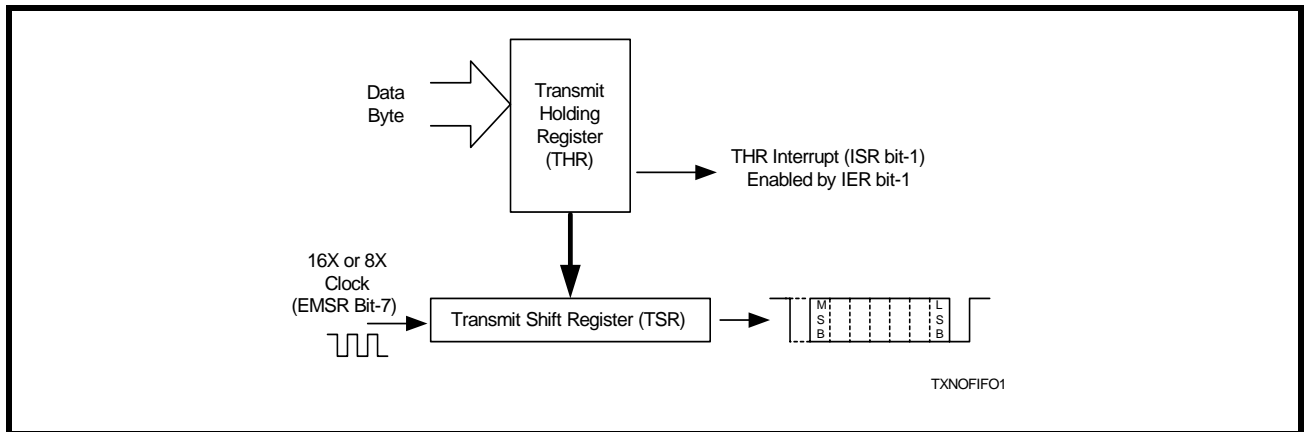 Data
Byte
Transmit
Holding
Register
(THR)
THR Interrupt (ISR bit-1)
Enabled by IER bit-1
16X or 8X
Clock
(EMSR Bit-7)
Transmit Shift Register (TSR)
M
S
B
L
S
B
TXNOFIFO1